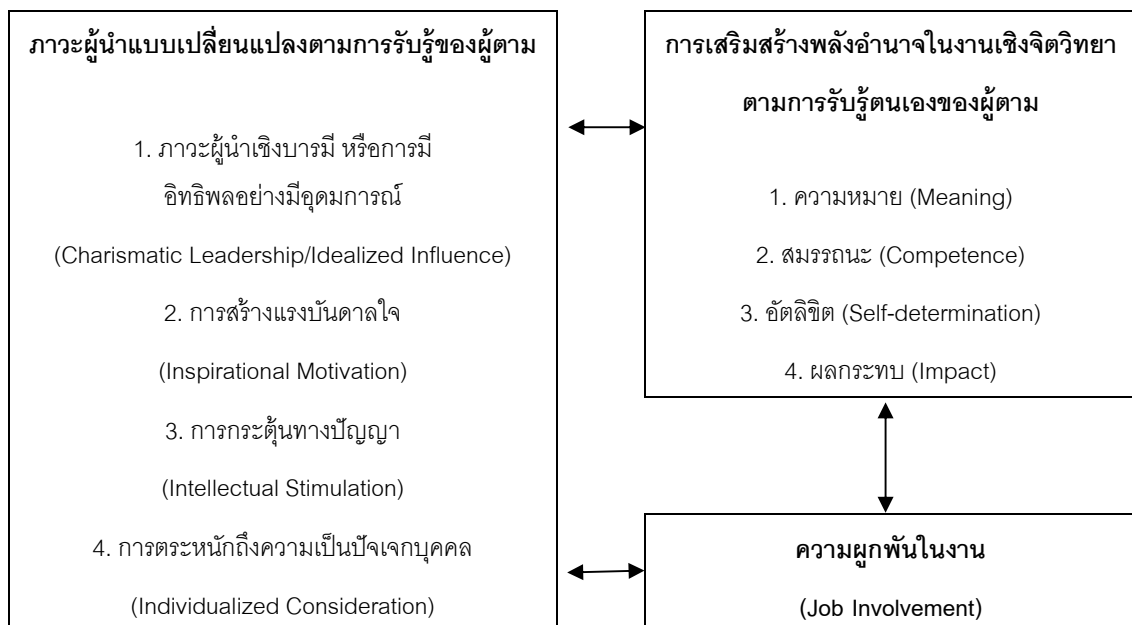 ภาวะผู้นำแบบเปลี่ยนแปลงตามการรับรู้ของผู้ตาม
1. ภาวะผู้นำเชิงบารมี หรือการมี
อิทธิพลอย่างมีอุดมการณ์
(Charismatic Leadership/Idealized Influence)
2. การสร้างแรงบันดาลใจ
(Inspirational Motivation)
3. การกระตุ้นทางปัญญา
(Intellectual Stimulation)
4. การตระหนักถึงความเป็นปัจเจกบุคคล
(Individualized Consideration)
การเสริมสร้างพลังอำนาจในงานเชิงจิตวิทยา
ตามการรับรู้ตนเองของผู้ตาม
1. ความหมาย (Meaning)
2. สมรรถนะ (Competence)
3. อัตลิขิต (Self-determination)
4. ผลกระทบ (Impact)
ความผูกพันในงาน
(Job Involvement)